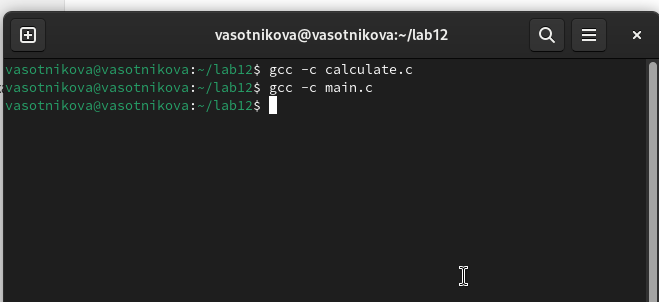 vasotnikova@vasotnikova:~/lab12
vasotnikova@vasotnikova:~/lab12$ gcc -c calculate.c
vasotnikova@vasotnikova:~/lab12$ gcc -c main.c
vasotnikova@vasotnikova:~/lab12$